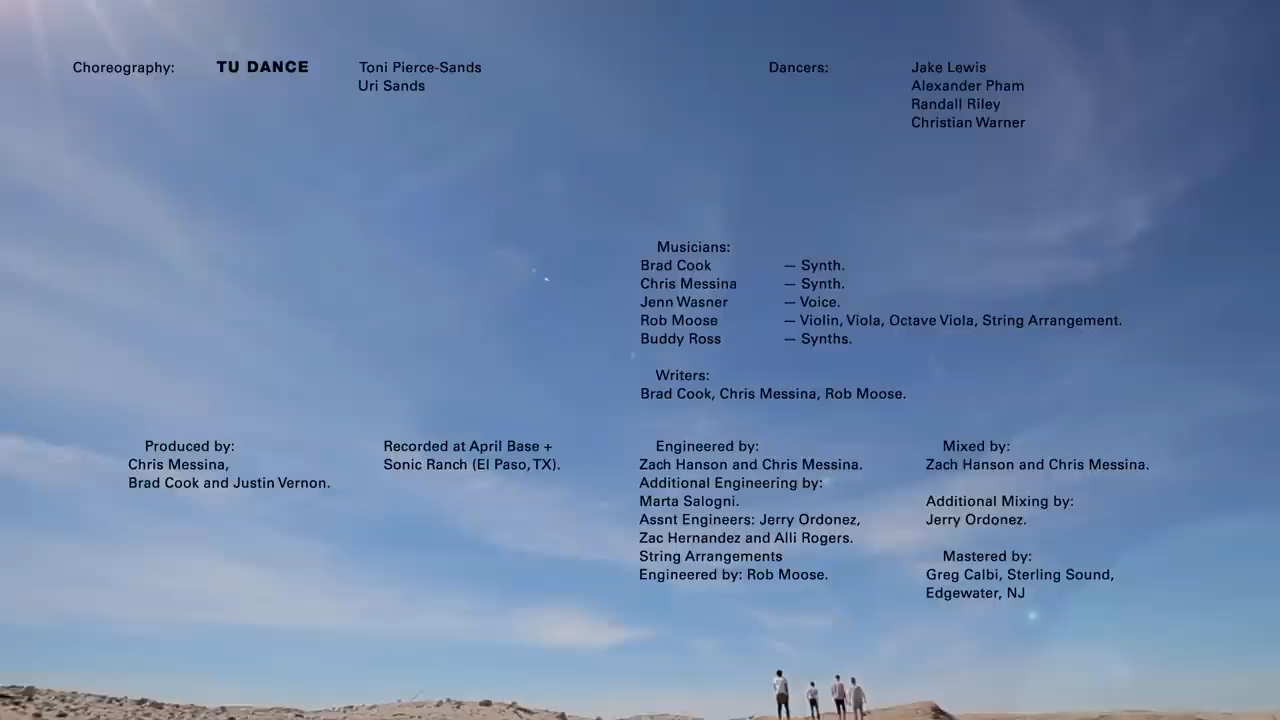 Choreography: TU DANCE Toni Pierce-Sands
Uri Sands
Dancers: Jake Lewis
Alexander Pham
Randall Riley
Christian Warner
Musicians:
Brad Cook — Synth.
Chris Messina — Synth.
Jenn Wasner — Voice.
Rob Moose — Violin, Viola, Octave Viola, String Arrangement.
Buddy Ross — Synths.
Writers:
Brad Cook, Chris Messina, Rob Moose.
Produced by:
Chris Messina,
Brad Cook and Justin Vernon.
Recorded at April Base +
Sonic Ranch (El Paso, TX).
Engineered by:
Zach Hanson and Chris Messina.
Additional Engineering by:
Marta Salogni.
Assnt Engineers: Jerry Ordonez,
Zac Hernandez and Alli Rogers.
String Arrangements
Engineered by: Rob Moose.
Mixed by:
Zach Hanson and Chris Messina.
Additional Mixing by:
Jerry Ordonez.
Mastered by:
Greg Calbi, Sterling Sound,
Edgewater, NJ